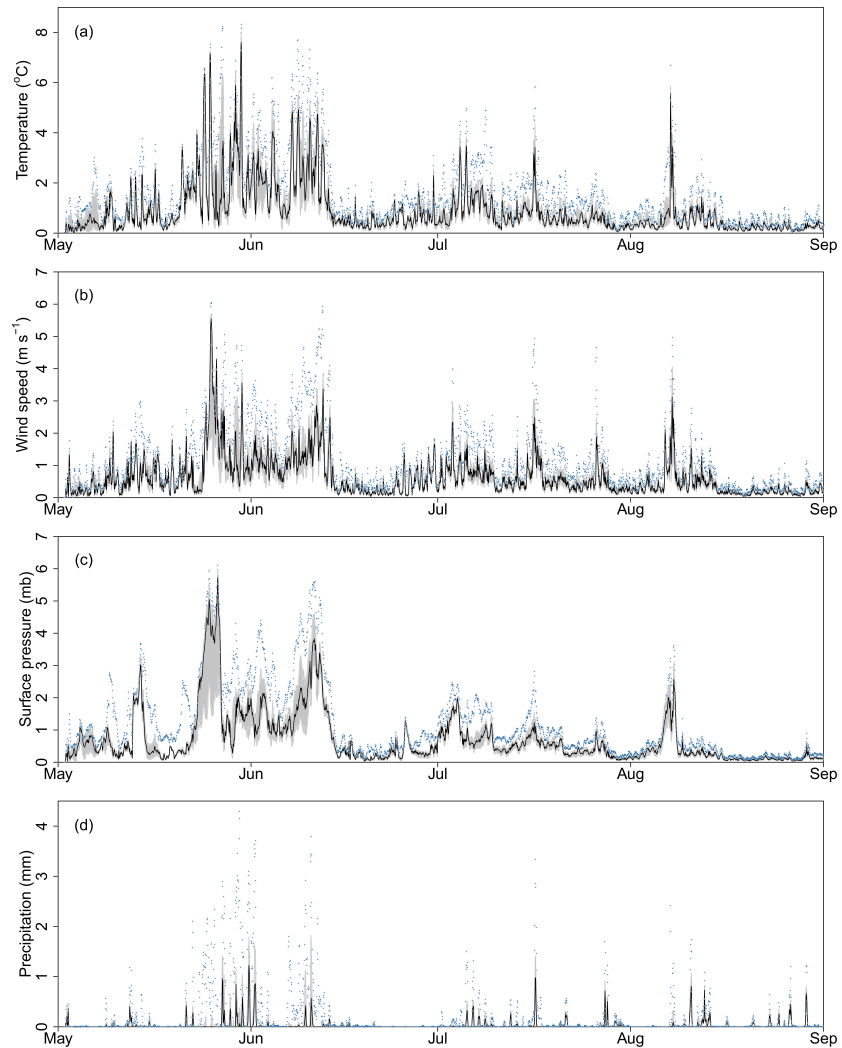 (a)
Temperature (°C)
8
6
4
2
0
May Jun Jul Aug Sep
(b)
Wind speed (m s⁻¹)
7
6
5
4
3
2
1
0
May Jun Jul Aug Sep
(c)
Surface pressure (mb)
7
6
5
4
3
2
1
0
May Jun Jul Aug Sep
(d)
Precipitation (mm)
4
3
2
1
0
May Jun Jul Aug Sep